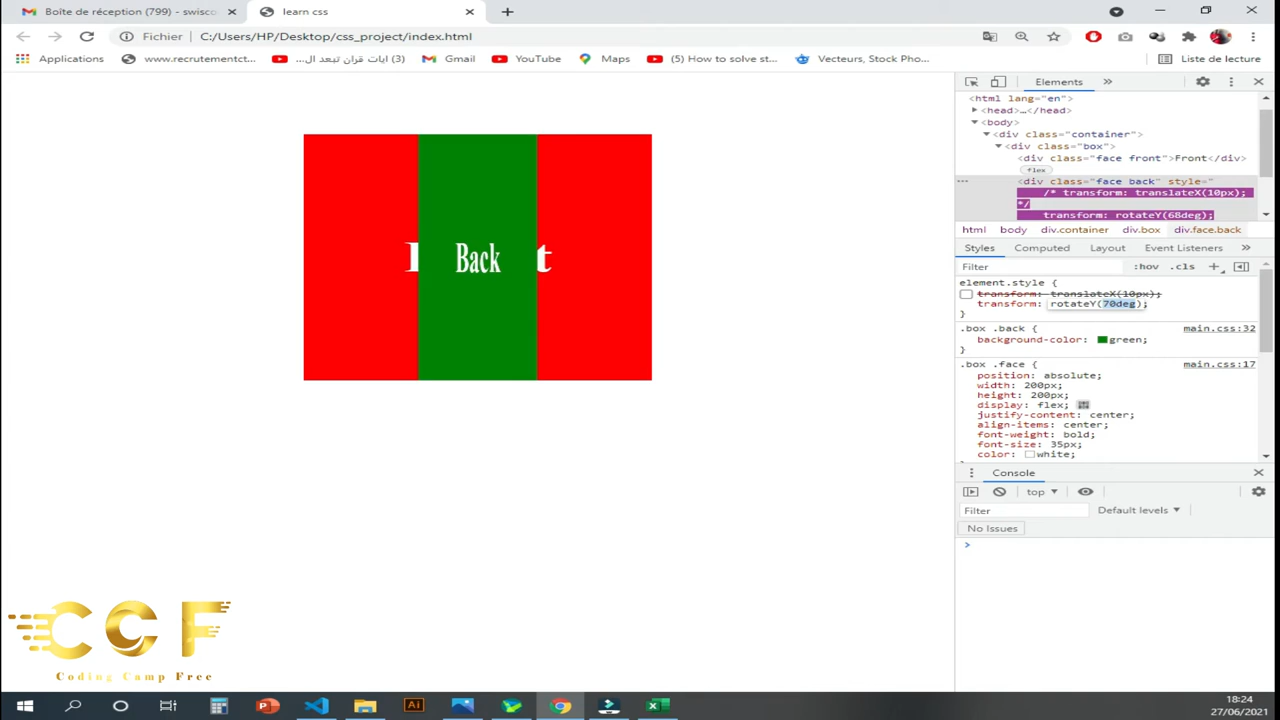 Boîte de réception (799) - swisco
learn css
Fichier
C:/Users/HP/Desktop/css_project/index.html
Applications
www.recrutementct...
(3) ايات قران تبعد ال...
Gmail
YouTube
Maps
(5) How to solve st...
Vecteurs, Stock Pho...
Liste de lecture
Elements
<html lang="en">
<head>…</head>
<body>
<div class="container">
<div class="box">
<div class="face front">Front</div>
flex
<div class="face back" style="
/* transform: translateX(10px);
*/
transform: rotateY(68deg);
html body div.container div.box div.face.back
Styles Computed Layout Event Listeners
Filter :hov .cls
element.style {
transform: translateX(10px);
transform: rotateY(70deg);
}
.box .back { main.css:32
background-color: green;
}
.box .face { main.css:17
position: absolute;
width: 200px;
height: 200px;
display: flex;
justify-content: center;
align-items: center;
font-weight: bold;
font-size: 35px;
color: white;
Console
top
Filter Default levels
No Issues
>
Back
t
CCF
Coding Camp Free
Ai
18:24
27/06/2021